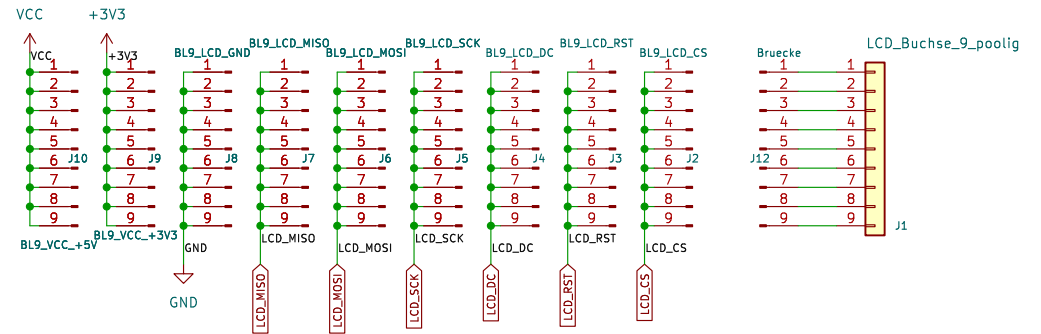 VCC +3V3
LCD_Buchse_9_poolig
BL9_LCD_GND BL9_LCD_MISO BL9_LCD_MOSI BL9_LCD_SCK BL9_LCD_DC BL9_LCD_RST BL9_LCD_CS Bruecke
VCC +3V3
1 1 1 1 1 1 1 1 1 1 1
2 2 2 2 2 2 2 2 2 2 2
3 3 3 3 3 3 3 3 3 3 3
4 4 4 4 4 4 4 4 4 4 4
5 5 5 5 5 5 5 5 5 5 5
J10 J9 J8 J7 J6 J5 J4 J3 J2 J12
6 6 6 6 6 6 6 6 6 6 6
7 7 7 7 7 7 7 7 7 7 7
8 8 8 8 8 8 8 8 8 8 8
9 9 9 9 9 9 9 9 9 9 9
J1
BL9_VCC_+5V BL9_VCC_+3V3
GND LCD_MISO LCD_MOSI LCD_SCK LCD_DC LCD_RST LCD_CS
GND
LCD_MISO
LCD_MOSI
LCD_SCK
LCD_DC
LCD_RST
LCD_CS